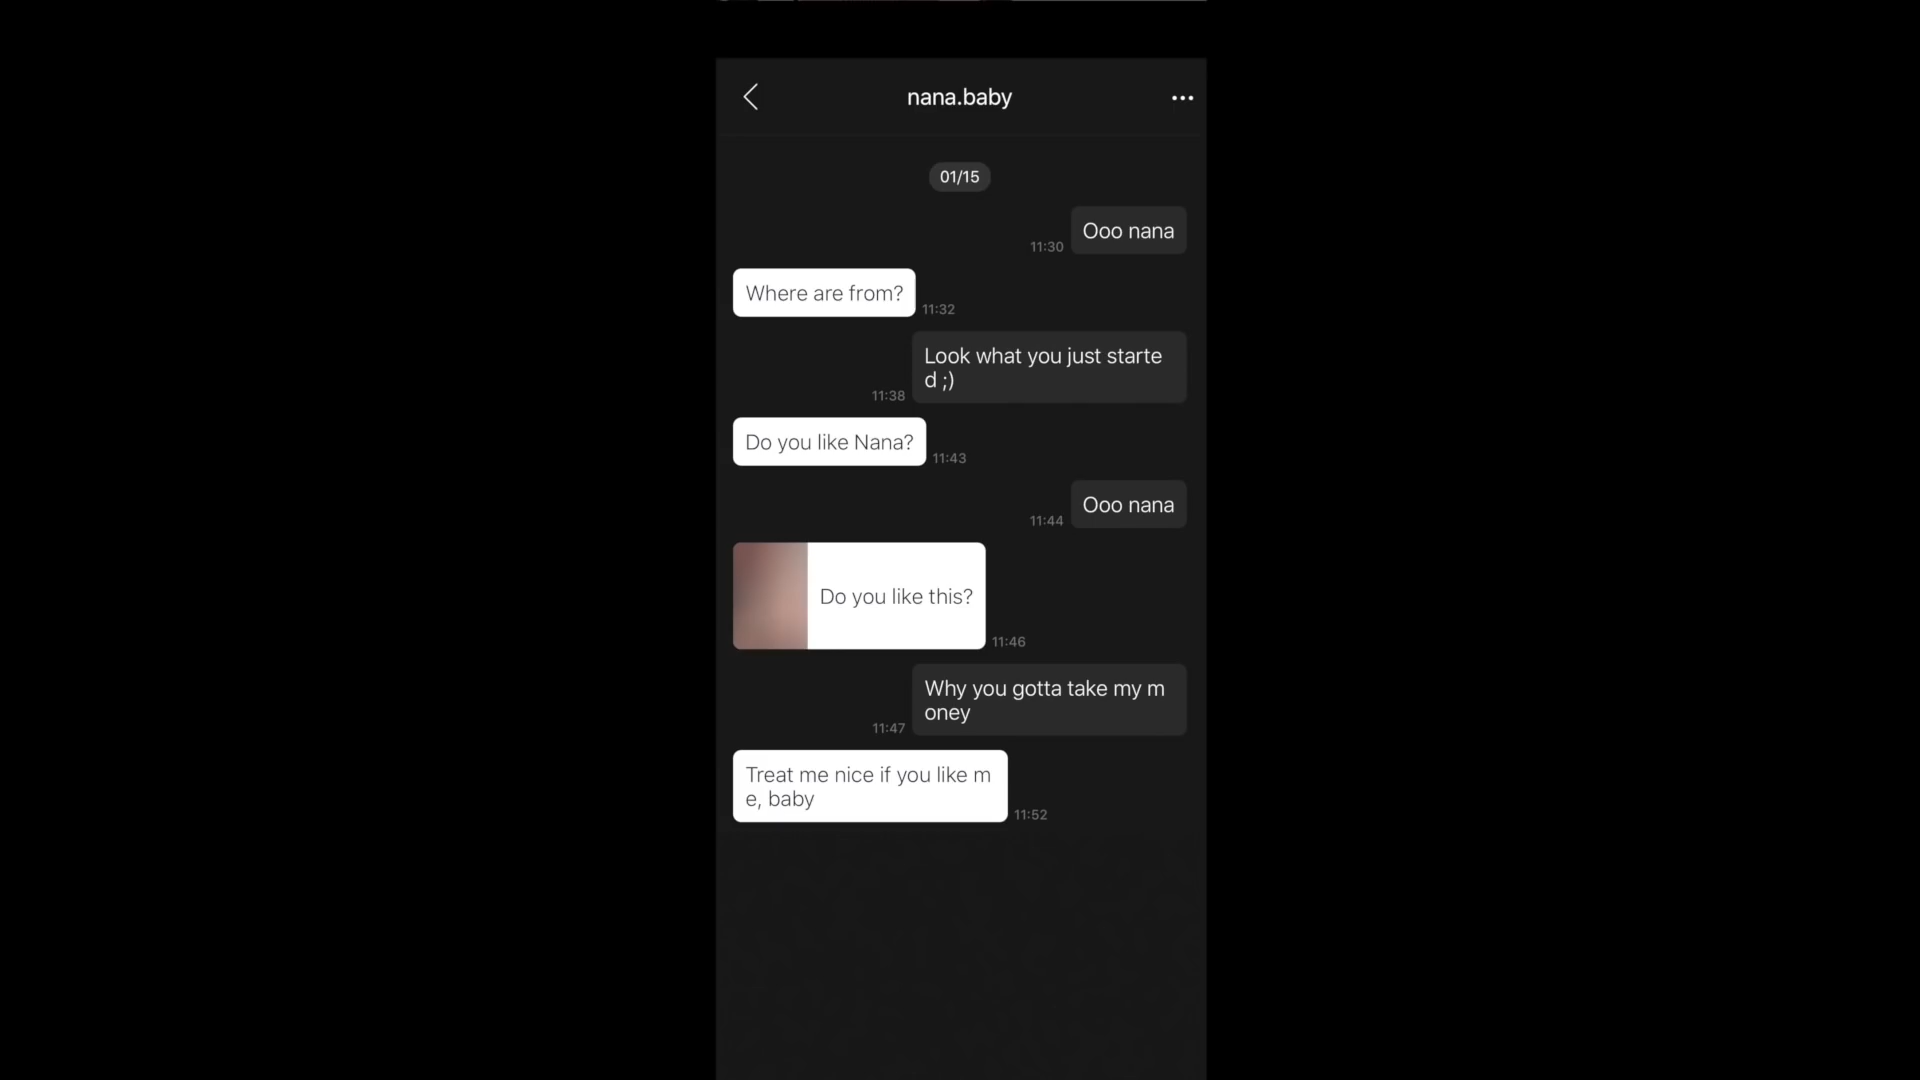 nana.baby
01/15
Ooo nana
11:30
Where are from?
11:32
Look what you just starte
d ;)
11:38
Do you like Nana?
11:43
Ooo nana
11:44
Do you like this?
11:46
Why you gotta take my m
oney
11:47
Treat me nice if you like m
e, baby
11:52